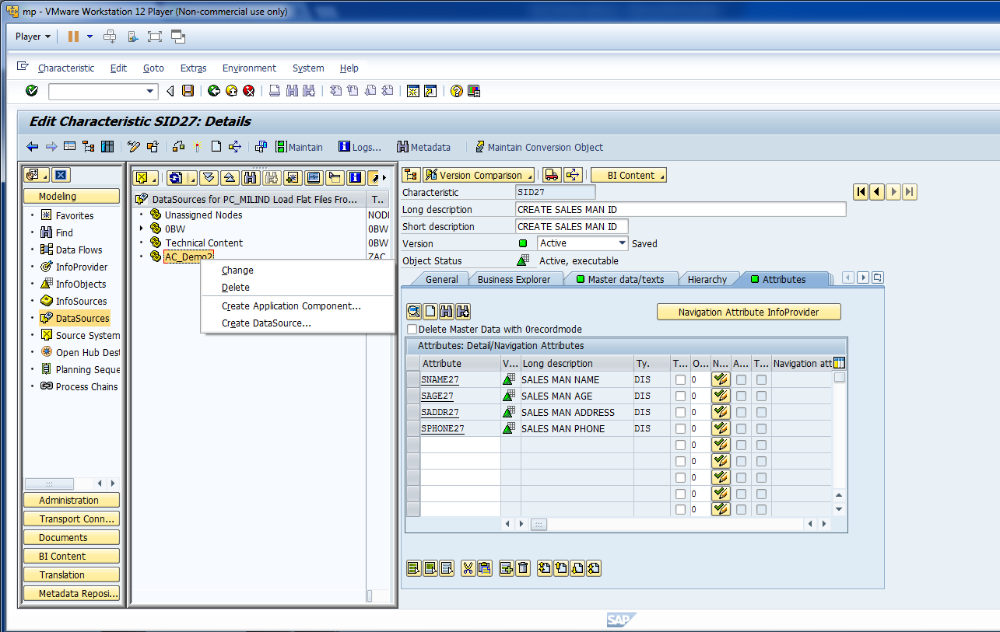 mp - VMware Workstation 12 Player (Non-commercial use only)
Player
Characteristic Edit Goto Extras Environment System Help
Edit Characteristic SID27: Details
Maintain Logs... Metadata Maintain Conversion Object
Modeling
Favorites
Find
Data Flows
InfoProvider
InfoObjects
InfoSources
DataSources
Source System
Open Hub Dest
Planning Seque
Process Chains
Administration
Transport Conn...
Documents
BI Content
Translation
Metadata Reposi...
DataSources for PC_MILIND Load Flat Files Fro... T..
Unassigned Nodes NODI
0BW 0BW
Technical Content 0BW
AC_Demo2 ZAC
Change
Delete
Create Application Component...
Create DataSource...
Version Comparison BI Content
Characteristic SID27
Long description CREATE SALES MAN ID
Short description CREATE SALES MAN ID
Version Active Saved
Object Status Active, executable
General Business Explorer Master data/texts Hierarchy Attributes
Navigation Attribute InfoProvider
Delete Master Data with 0recordmode
Attributes: Detail/Navigation Attributes
Attribute V... Long description Ty. T... O... N... A... T... Navigation att
SNAME27 SALES MAN NAME DIS 0
SAGE27 SALES MAN AGE DIS 0
SADDR27 SALES MAN ADDRESS DIS 0
SPHONE27 SALES MAN PHONE DIS 0
0
0
0
0
0
SAP